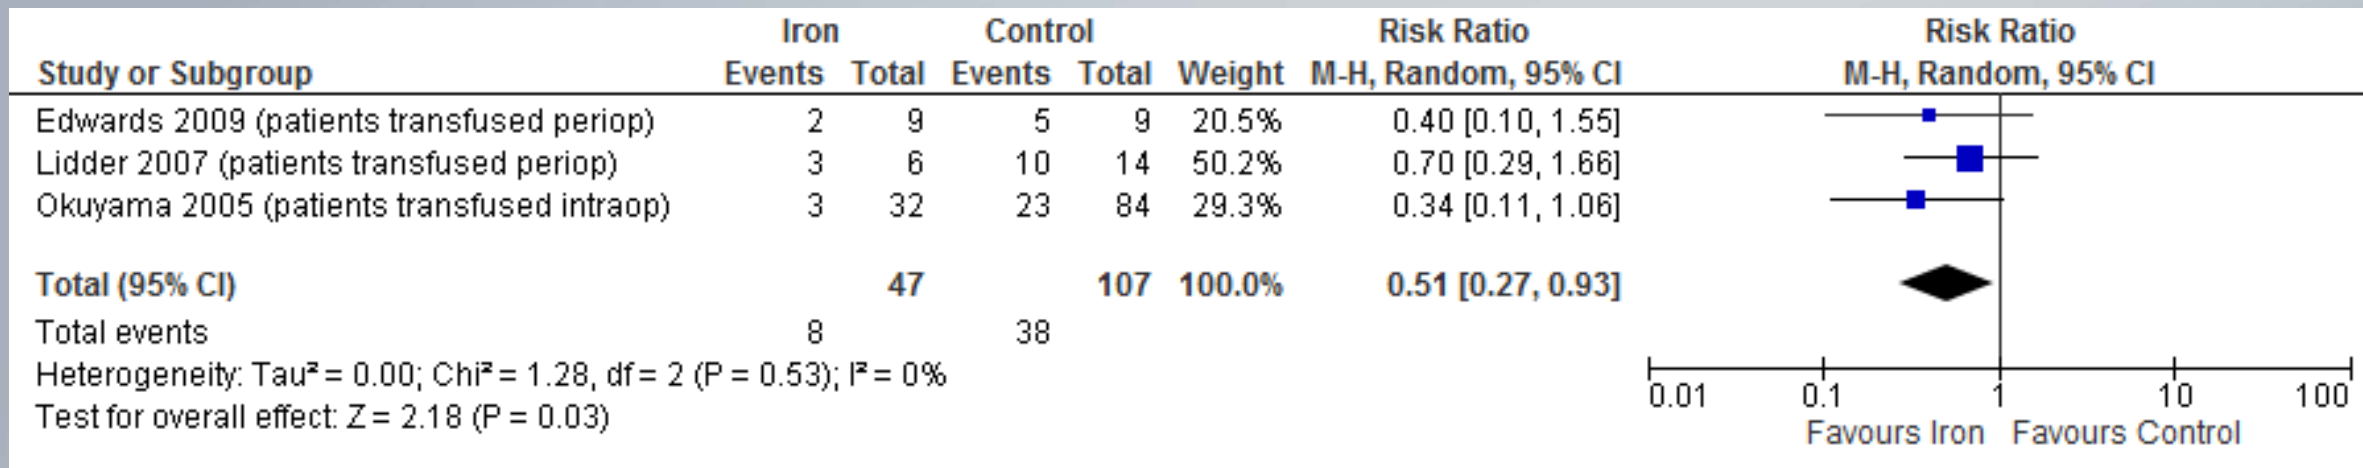 Iron Control Risk Ratio Risk Ratio
Study or Subgroup Events Total Events Total Weight M-H, Random, 95% CI M-H, Random, 95% CI
Edwards 2009 (patients transfused periop) 2 9 5 9 20.5% 0.40 [0.10, 1.55]
Lidder 2007 (patients transfused periop) 3 6 10 14 50.2% 0.70 [0.29, 1.66]
Okuyama 2005 (patients transfused intraop) 3 32 23 84 29.3% 0.34 [0.11, 1.06]
Total (95% CI) 47 107 100.0% 0.51 [0.27, 0.93]
Total events 8 38
Heterogeneity: Tau² = 0.00; Chi² = 1.28, df = 2 (P = 0.53); I² = 0%
Test for overall effect: Z = 2.18 (P = 0.03)
0.01 0.1 1 10 100
Favours Iron Favours Control